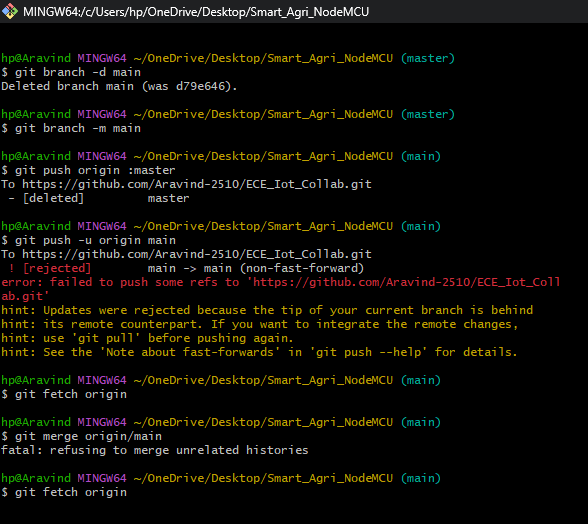 MINGW64:/c/Users/hp/OneDrive/Desktop/Smart_Agri_NodeMCU
hp@Aravind MINGW64 ~/OneDrive/Desktop/Smart_Agri_NodeMCU (master)
$ git branch -d main
Deleted branch main (was d79e646).
hp@Aravind MINGW64 ~/OneDrive/Desktop/Smart_Agri_NodeMCU (master)
$ git branch -m main
hp@Aravind MINGW64 ~/OneDrive/Desktop/Smart_Agri_NodeMCU (main)
$ git push origin :master
To https://github.com/Aravind-2510/ECE_Iot_Collab.git
 - [deleted]         master
hp@Aravind MINGW64 ~/OneDrive/Desktop/Smart_Agri_NodeMCU (main)
$ git push -u origin main
To https://github.com/Aravind-2510/ECE_Iot_Collab.git
 ! [rejected]        main -> main (non-fast-forward)
error: failed to push some refs to 'https://github.com/Aravind-2510/ECE_Iot_Coll
ab.git'
hint: Updates were rejected because the tip of your current branch is behind
hint: its remote counterpart. If you want to integrate the remote changes,
hint: use 'git pull' before pushing again.
hint: See the 'Note about fast-forwards' in 'git push --help' for details.
hp@Aravind MINGW64 ~/OneDrive/Desktop/Smart_Agri_NodeMCU (main)
$ git fetch origin
hp@Aravind MINGW64 ~/OneDrive/Desktop/Smart_Agri_NodeMCU (main)
$ git merge origin/main
fatal: refusing to merge unrelated histories
hp@Aravind MINGW64 ~/OneDrive/Desktop/Smart_Agri_NodeMCU (main)
$ git fetch origin